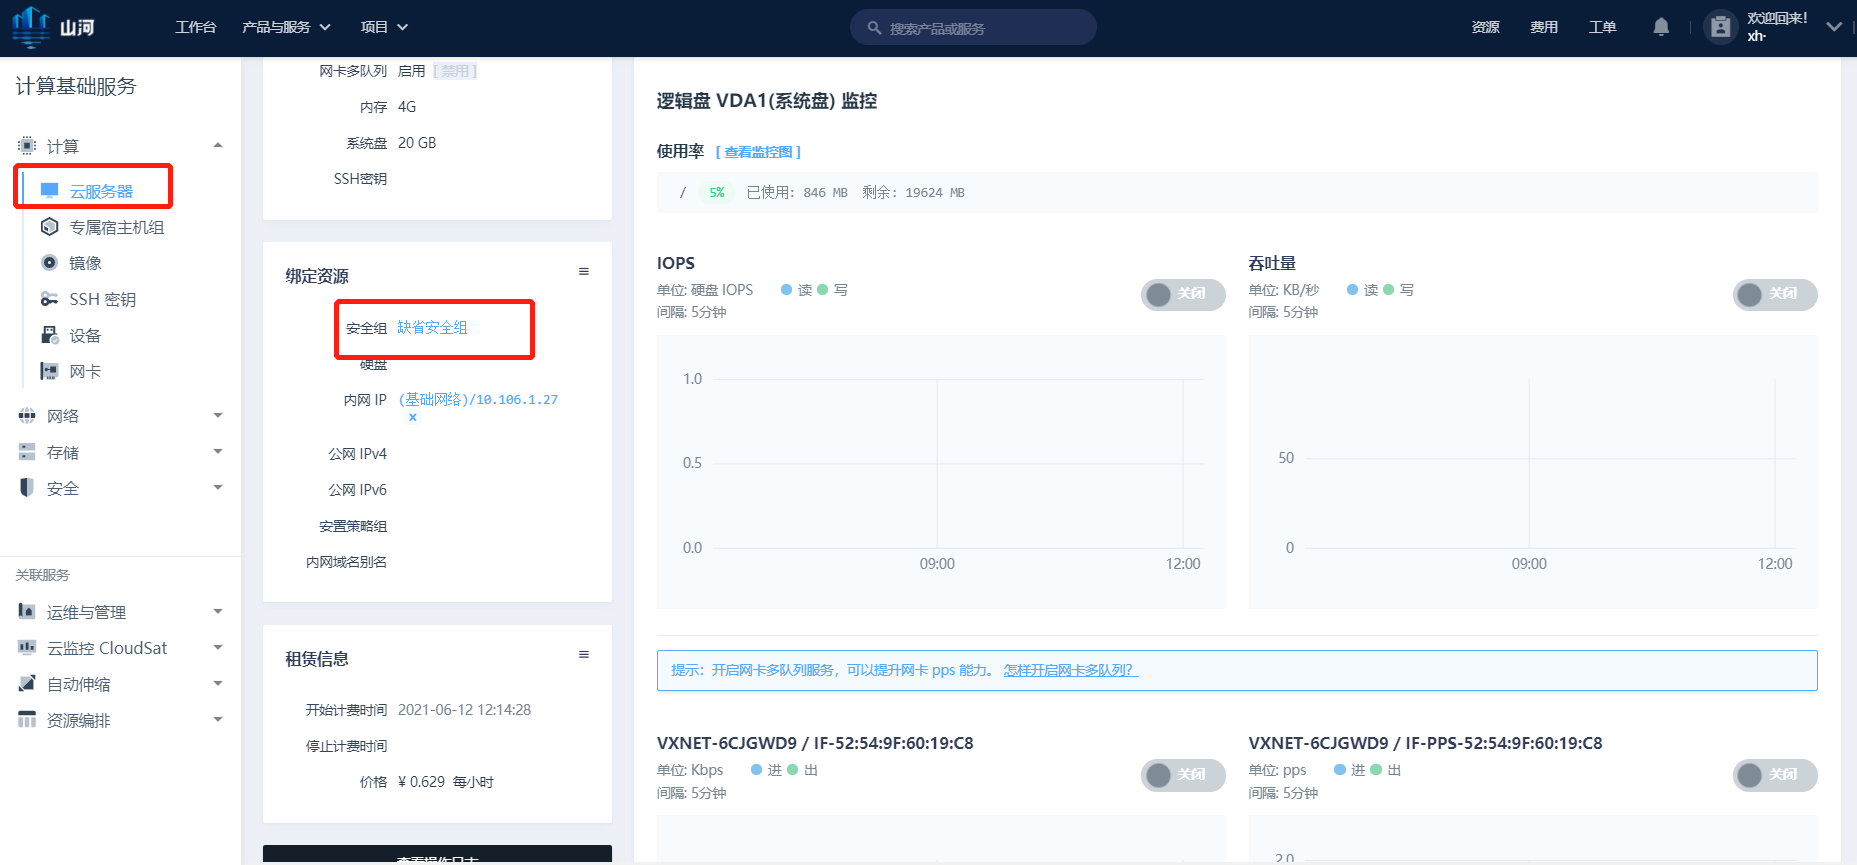 山河
工作台 产品与服务 项目 搜索产品或服务 资源 费用 工单 欢迎回来!
xh·
计算基础服务
计算
云服务器
专属宿主机组
镜像
SSH 密钥
设备
网卡
网络
存储
安全
关联服务
运维与管理
云监控 CloudSat
自动伸缩
资源编排
网卡多队列 启用 [ 禁用 ]
内存 4G
系统盘 20 GB
SSH密钥
绑定资源
安全组 缺省安全组
硬盘
内网 IP (基础网络)/10.106.1.27
×
公网 IPv4
公网 IPv6
安置策略组
内网域名别名
租赁信息
开始计费时间 2021-06-12 12:14:28
停止计费时间
价格 ¥ 0.629 每小时
查看操作日志
逻辑盘 VDA1(系统盘) 监控
使用率 [ 查看监控图 ]
/ 5% 已使用: 846 MB 剩余: 19624 MB
IOPS
单位: 硬盘 IOPS 读 写
间隔: 5分钟
关闭
1.0
0.5
0.0
09:00 12:00
吞吐量
单位: KB/秒 读 写
间隔: 5分钟
关闭
50
0
09:00 12:00
提示: 开启网卡多队列服务, 可以提升网卡 pps 能力。 怎样开启网卡多队列?
VXNET-6CJGWD9 / IF-52:54:9F:60:19:C8
单位: Kbps 进 出
间隔: 5分钟
关闭
VXNET-6CJGWD9 / IF-PPS-52:54:9F:60:19:C8
单位: pps 进 出
间隔: 5分钟
关闭
2.0